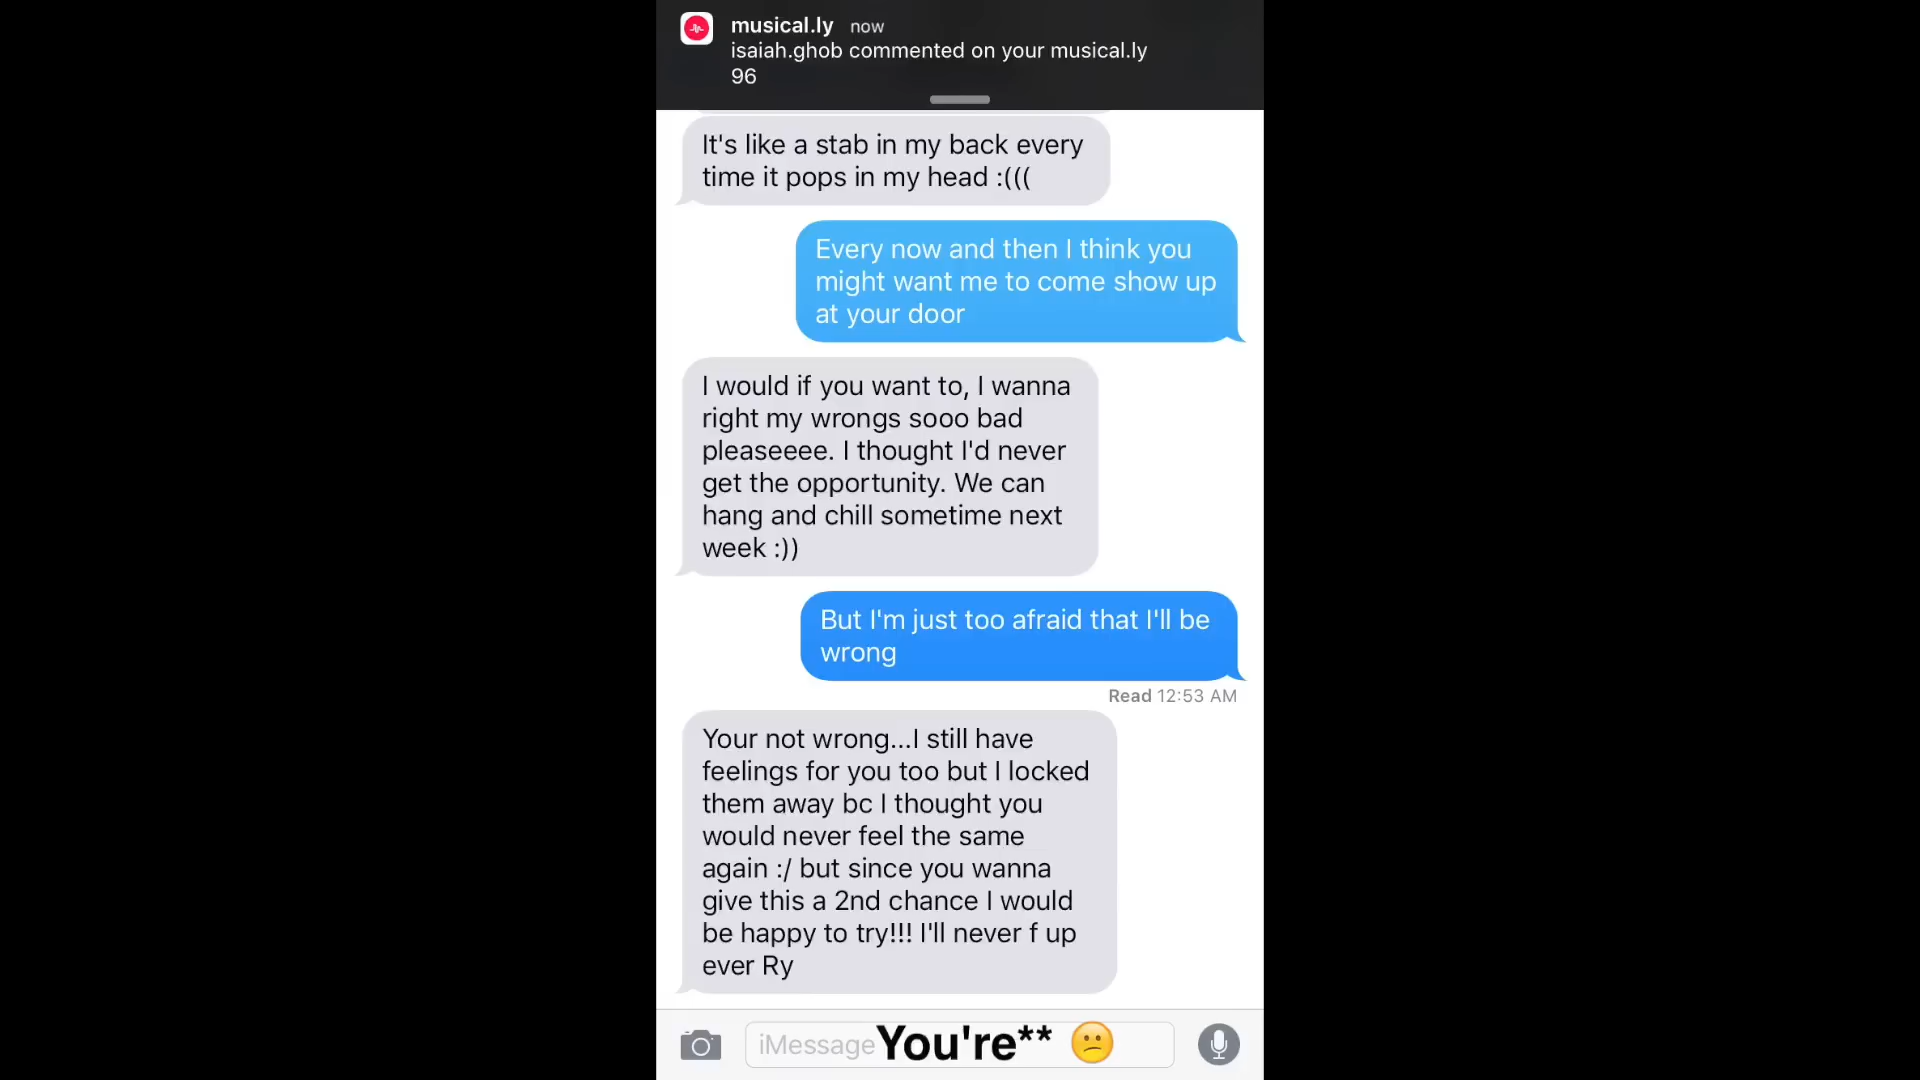 musical.ly now
isaiah.ghob commented on your musical.ly
96
It's like a stab in my back every
time it pops in my head :(((
Every now and then I think you
might want me to come show up
at your door
I would if you want to, I wanna
right my wrongs sooo bad
pleaseeee. I thought I'd never
get the opportunity. We can
hang and chill sometime next
week :))
But I'm just too afraid that I'll be
wrong
Read 12:53 AM
Your not wrong...I still have
feelings for you too but I locked
them away bc I thought you
would never feel the same
again :/ but since you wanna
give this a 2nd chance I would
be happy to try!!! I'll never f up
ever Ry
iMessage You're** 😕